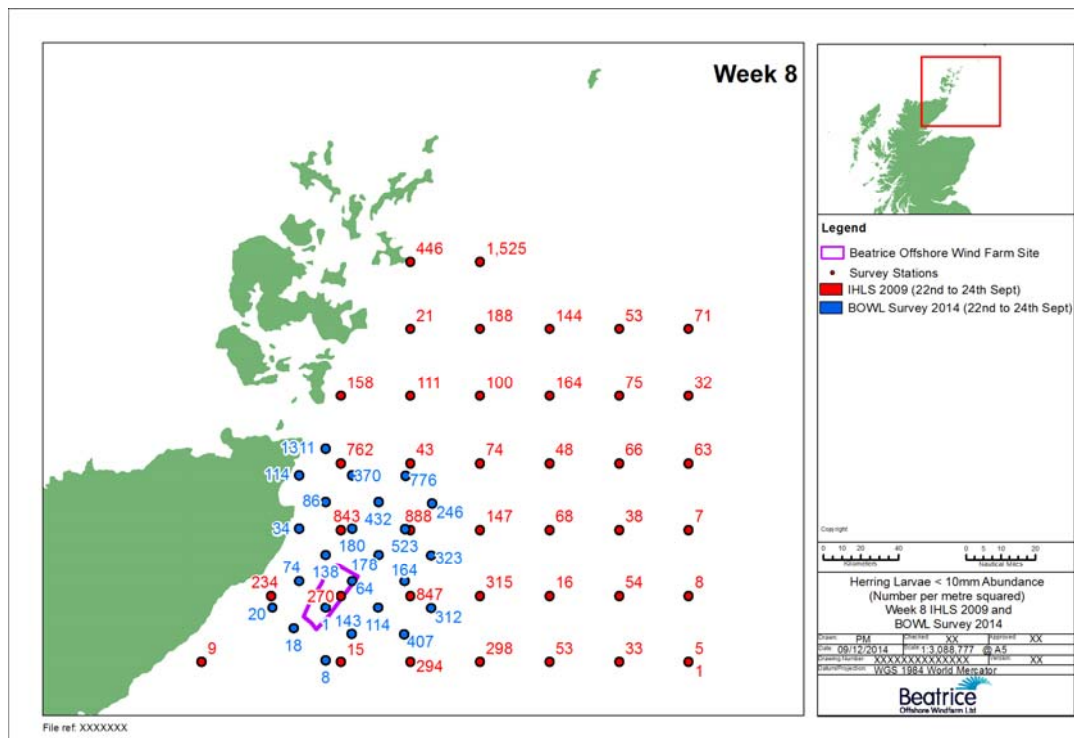 Week 8
446 1,525
21 188 144 53 71
158 111 100 164 75 32
1311 762 43 74 48 66 63
114 370 776
86 432 246
34 843 888 147 68 38 7
180 523 323
74 138 178 164
234 270 64 847 315 16 54 8
20 1 143 114 312
18 407
9 15 294 298 53 33 5
8 1
File ref: XXXXXXX
Legend
Beatrice Offshore Wind Farm Site
Survey Stations
IHLS 2009 (22nd to 24th Sept)
BOWL Survey 2014 (22nd to 24th Sept)
Copyright
0 10 20 40
Kilometers
0 5 10 20
Nautical Miles
Herring Larvae < 10mm Abundance
(Number per metre squared)
Week 8 IHLS 2009 and
BOWL Survey 2014
Drawn: PM Checked: XX Approved: XX
Date: 09/12/2014 Scale: 1:3,088,777 @ A5
Drawing Number: XXXXXXXXXXXXXX Version: XX
Datum/Projection: WGS 1984 World Mercator
Beatrice
Offshore Windfarm Ltd